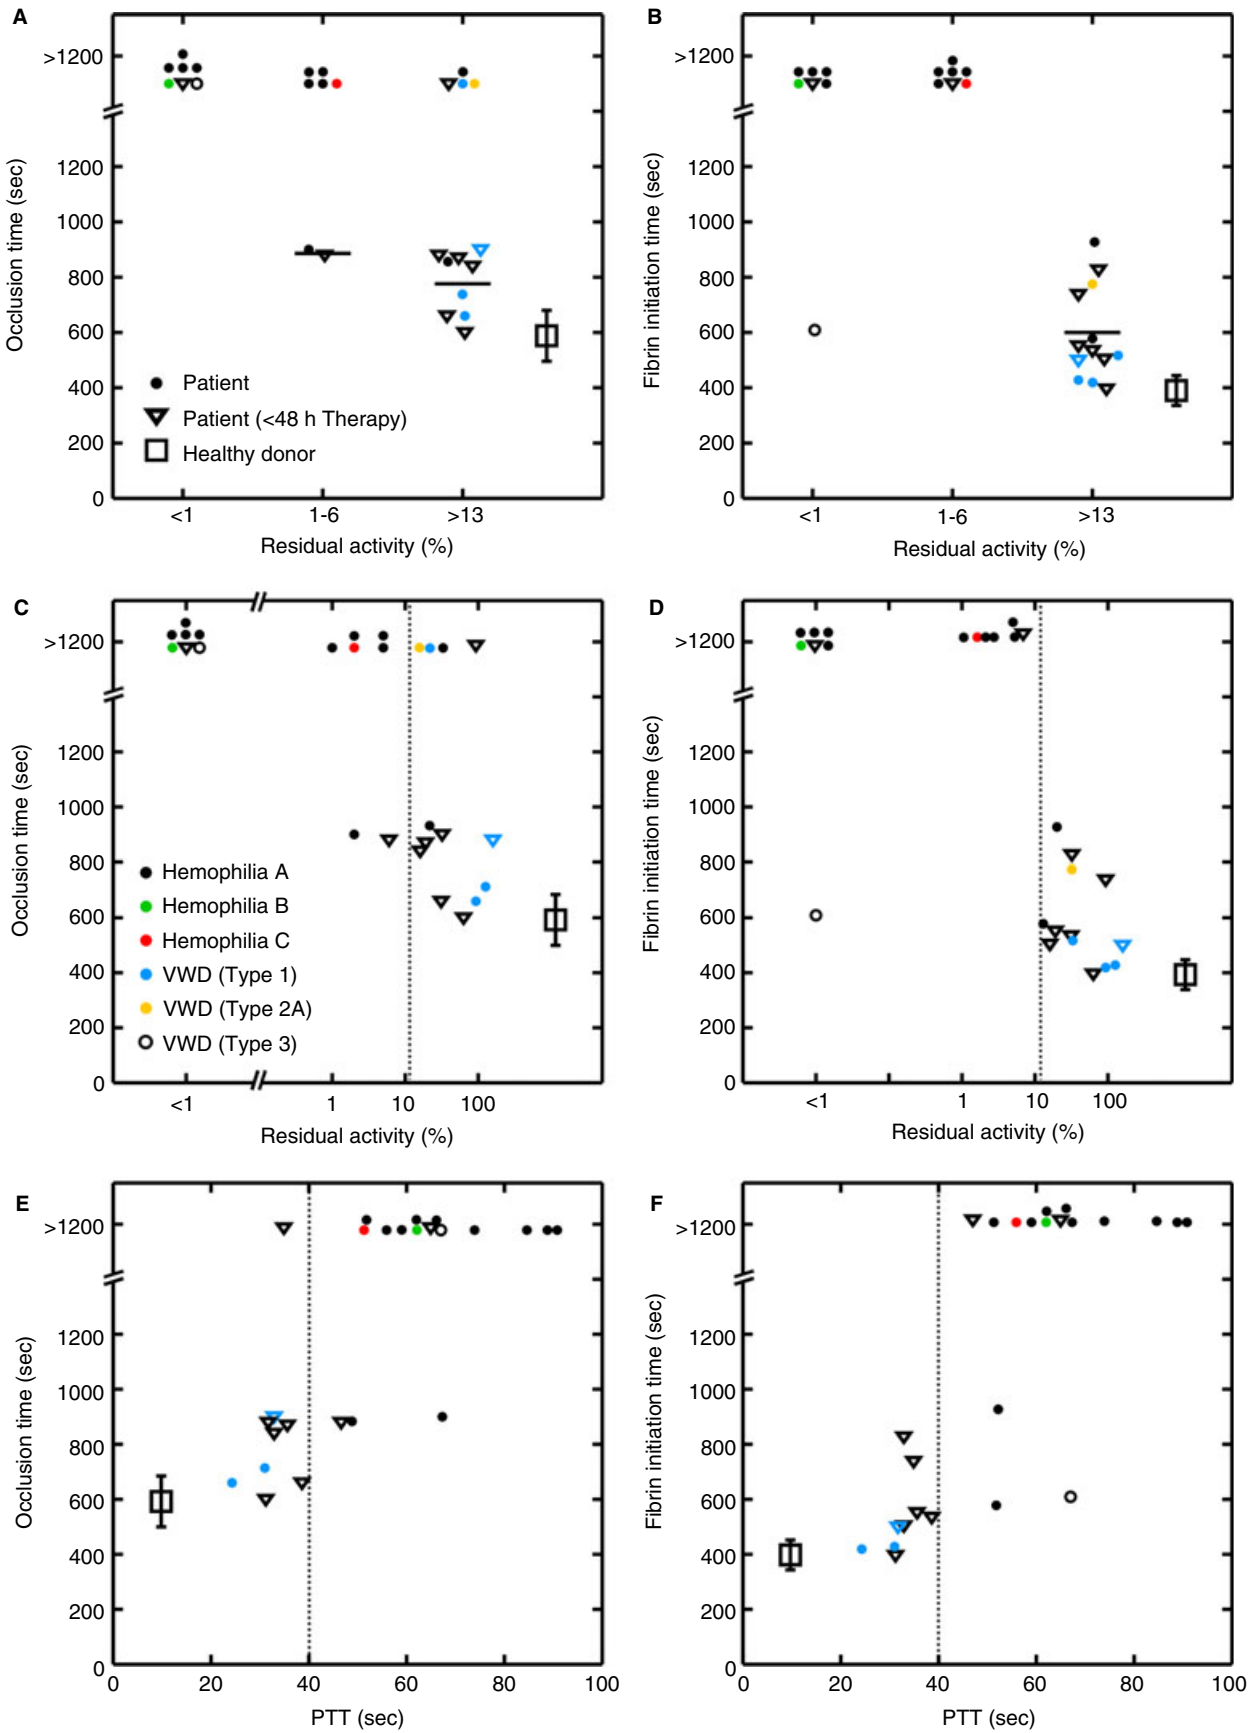 A
>1200
1200
1000
800
600
400
200
0
Occlusion time (sec)
Patient
Patient (<48 h Therapy)
Healthy donor
<1
1-6
>13
Residual activity (%)
B
>1200
1200
1000
800
600
400
200
0
Fibrin initiation time (sec)
<1
1-6
>13
Residual activity (%)
C
>1200
1200
1000
800
600
400
200
0
Occlusion time (sec)
Hemophilia A
Hemophilia B
Hemophilia C
VWD (Type 1)
VWD (Type 2A)
VWD (Type 3)
<1
1
10
100
Residual activity (%)
D
>1200
1200
1000
800
600
400
200
0
Fibrin initiation time (sec)
<1
1
10
100
Residual activity (%)
E
>1200
1200
1000
800
600
400
200
0
Occlusion time (sec)
0
20
40
60
80
100
PTT (sec)
F
>1200
1200
1000
800
600
400
200
0
Fibrin initiation time (sec)
0
20
40
60
80
100
PTT (sec)